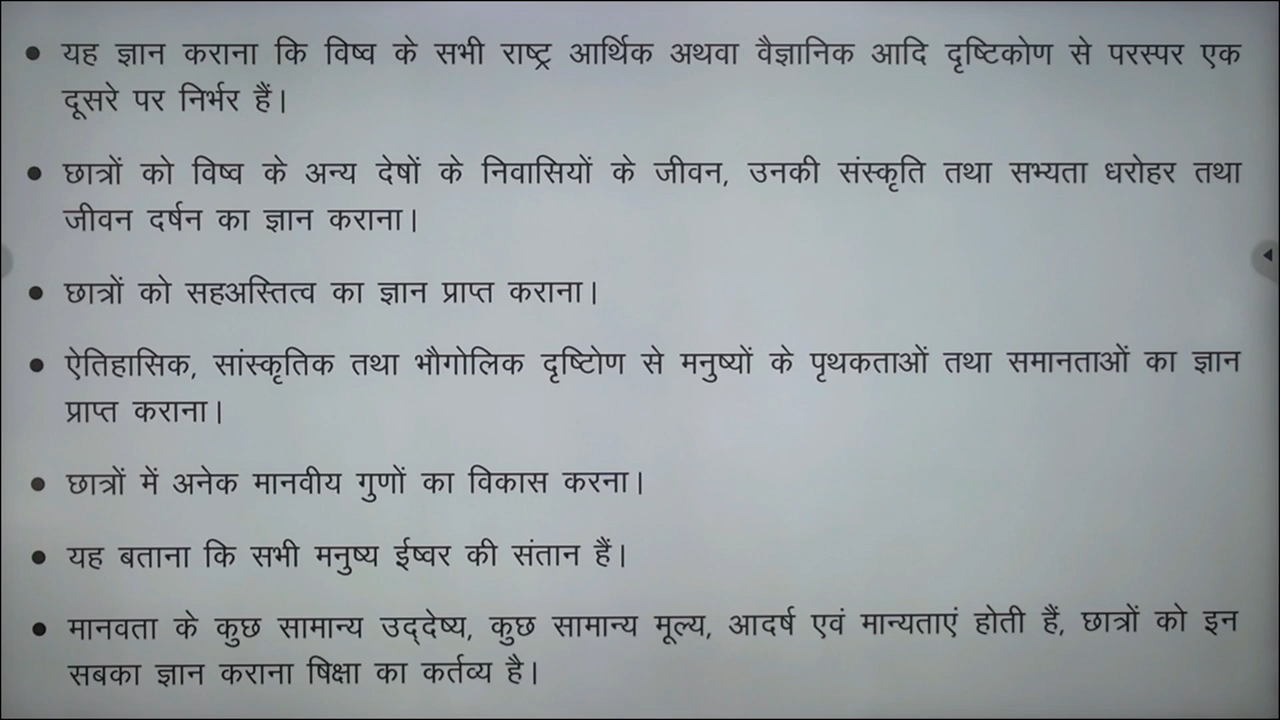 • यह ज्ञान कराना कि विष्व के सभी राष्ट्र आर्थिक अथवा वैज्ञानिक आदि दृष्टिकोण से परस्पर एक
दूसरे पर निर्भर हैं।
• छात्रों को विष्व के अन्य देषों के निवासियों के जीवन, उनकी संस्कृति तथा सभ्यता धरोहर तथा
जीवन दर्षन का ज्ञान कराना।
• छात्रों को सहअस्तित्व का ज्ञान प्राप्त कराना।
• ऐतिहासिक, सांस्कृतिक तथा भौगोलिक दृष्टिोण से मनुष्यों के पृथकताओं तथा समानताओं का ज्ञान
प्राप्त कराना।
• छात्रों में अनेक मानवीय गुणों का विकास करना।
• यह बताना कि सभी मनुष्य ईष्वर की संतान हैं।
• मानवता के कुछ सामान्य उद्‌देष्य, कुछ सामान्य मूल्य, आदर्ष एवं मान्यताएं होती हैं, छात्रों को इन
सबका ज्ञान कराना षिक्षा का कर्तव्य है।